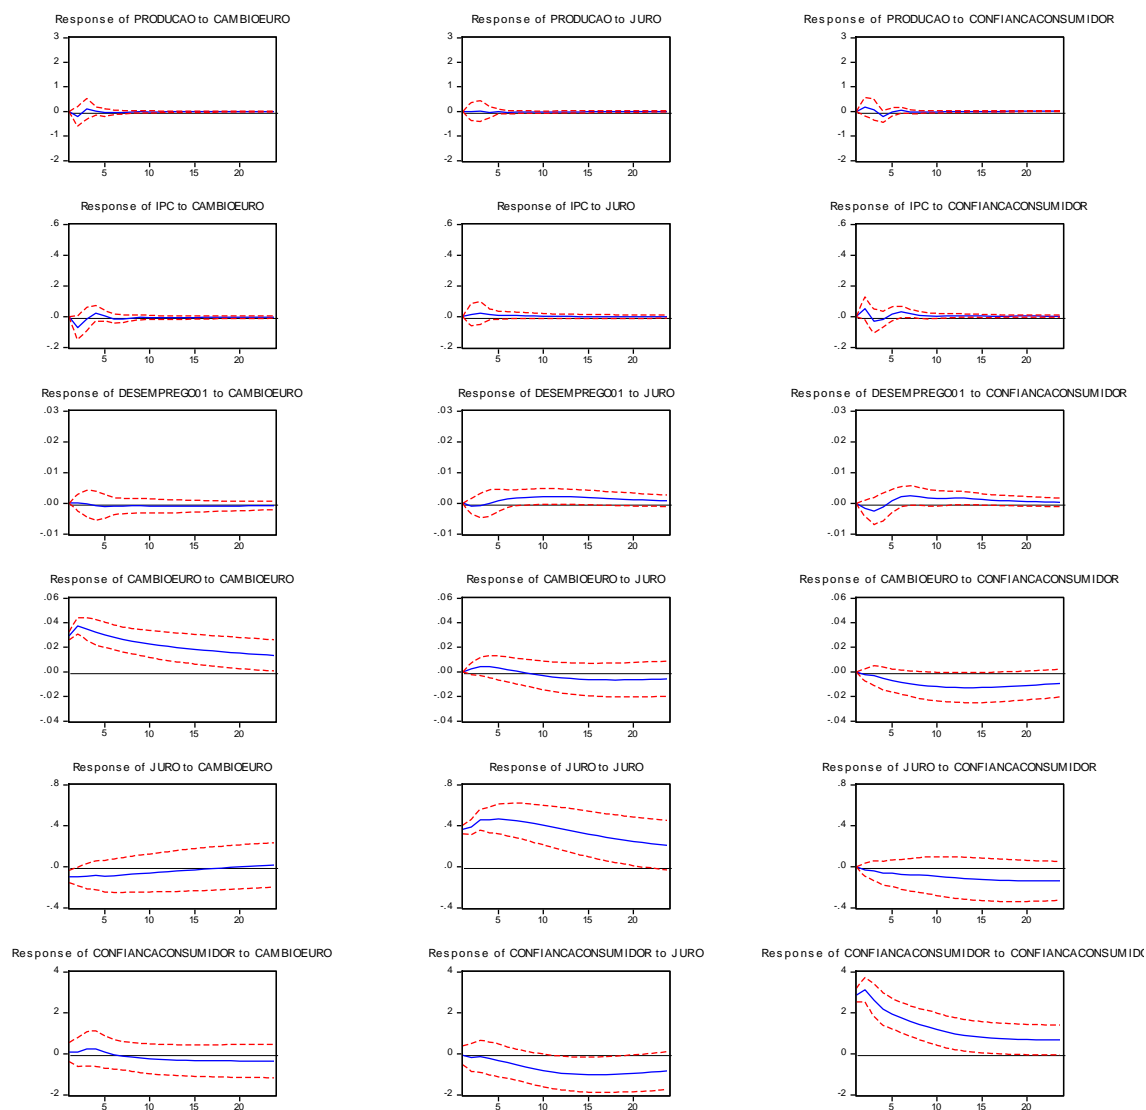 Response of PRODUCAO to CAMBIOEURO
Response of PRODUCAO to JURO
Response of PRODUCAO to CONFIANCACONSUMIDOR
3 3 3
2 2 2
1 1 1
0 0 0
-1 -1 -1
-2 -2 -2
5 10 15 20 5 10 15 20 5 10 15 20
Response of IPC to CAMBIOEURO
Response of IPC to JURO
Response of IPC to CONFIANCACONSUMIDOR
.6 .6 .6
.4 .4 .4
.2 .2 .2
.0 .0 .0
-.2 -.2 -.2
5 10 15 20 5 10 15 20 5 10 15 20
Response of DESEMPREGO01 to CAMBIOEURO
Response of DESEMPREGO01 to JURO
Response of DESEMPREGO01 to CONFIANCACONSUMIDOR
.03 .03 .03
.02 .02 .02
.01 .01 .01
.00 .00 .00
-.01 -.01 -.01
5 10 15 20 5 10 15 20 5 10 15 20
Response of CAMBIOEURO to CAMBIOEURO
Response of CAMBIOEURO to JURO
Response of CAMBIOEURO to CONFIANCACONSUMIDOR
.06 .06 .06
.04 .04 .04
.02 .02 .02
.00 .00 .00
-.02 -.02 -.02
-.04 -.04 -.04
5 10 15 20 5 10 15 20 5 10 15 20
Response of JURO to CAMBIOEURO
Response of JURO to JURO
Response of JURO to CONFIANCACONSUMIDOR
.8 .8 .8
.4 .4 .4
.0 .0 .0
-.4 -.4 -.4
5 10 15 20 5 10 15 20 5 10 15 20
Response of CONFIANCACONSUMIDOR to CAMBIOEURO
Response of CONFIANCACONSUMIDOR to JURO
Response of CONFIANCACONSUMIDOR to CONFIANCACONSUMIDO
4 4 4
2 2 2
0 0 0
-2 -2 -2
5 10 15 20 5 10 15 20 5 10 15 20